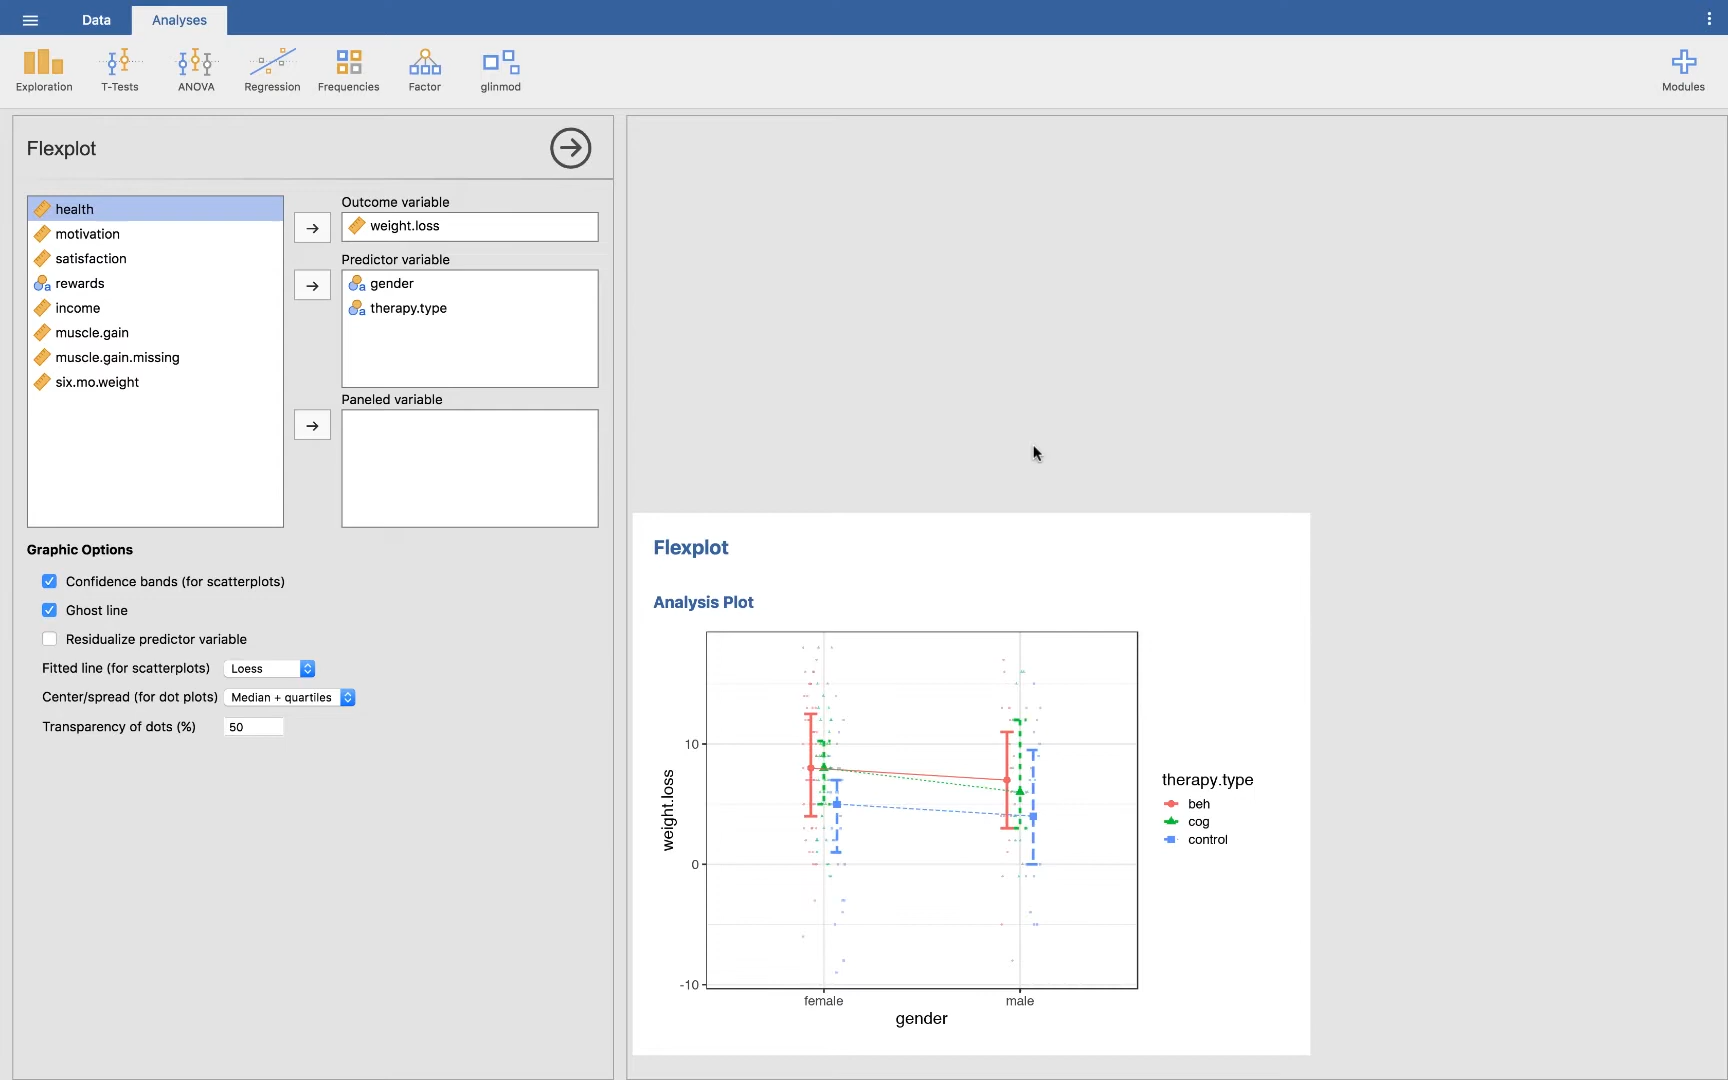 Data
Analyses
Exploration
T-Tests
ANOVA
Regression
Frequencies
Factor
glinmod
Modules
Flexplot
health
motivation
satisfaction
rewards
income
muscle.gain
muscle.gain.missing
six.mo.weight
Outcome variable
weight.loss
Predictor variable
gender
therapy.type
Paneled variable
Graphic Options
Confidence bands (for scatterplots)
Ghost line
Residualize predictor variable
Fitted line (for scatterplots) Loess
Center/spread (for dot plots) Median + quartiles
Transparency of dots (%) 50
Flexplot
Analysis Plot
weight.loss
10
0
-10
female
male
gender
therapy.type
beh
cog
control